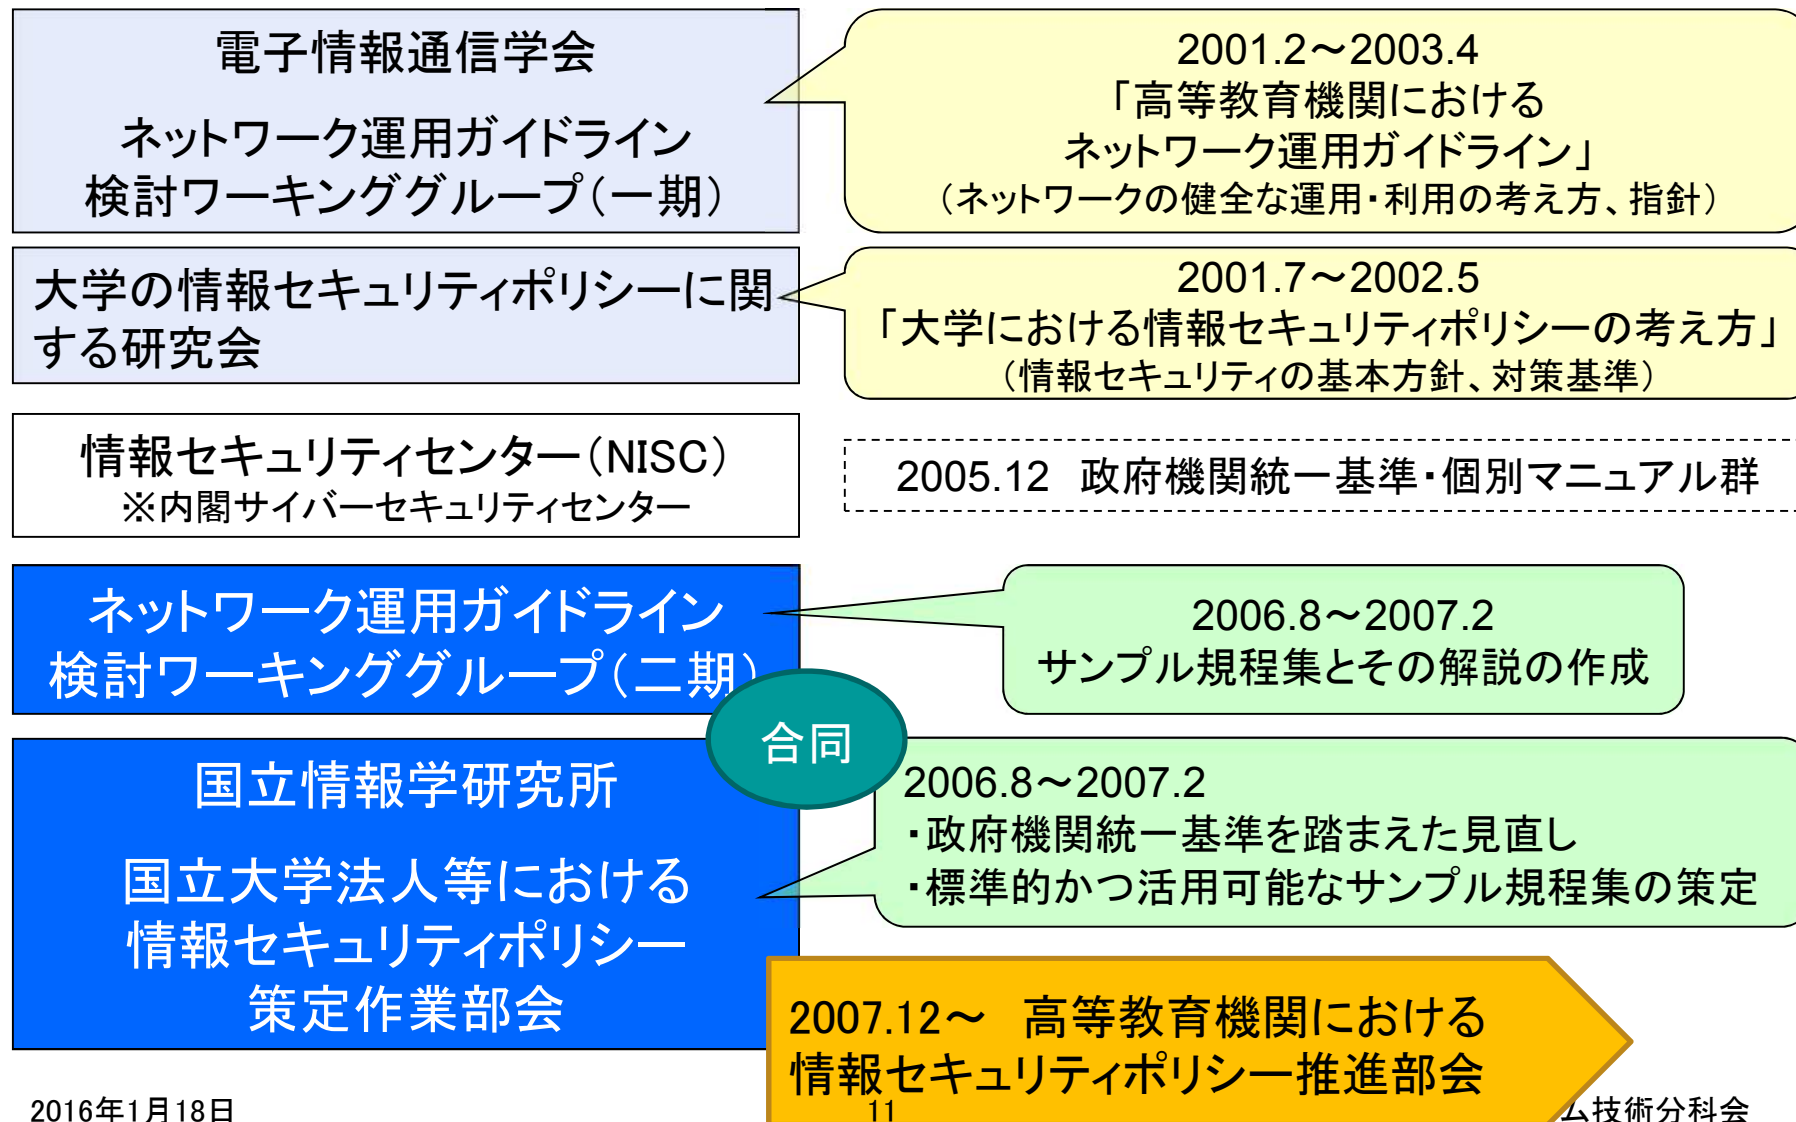 電子情報通信学会
ネットワーク運用ガイドライン
検討ワーキンググループ（一期）
2001.2～2003.4
「高等教育機関における
ネットワーク運用ガイドライン」
（ネットワークの健全な運用・利用の考え方、指針）
大学の情報セキュリティポリシーに関
する研究会
2001.7～2002.5
「大学における情報セキュリティポリシーの考え方」
（情報セキュリティの基本方針、対策基準）
情報セキュリティセンター（NISC）
※内閣サイバーセキュリティセンター
2005.12 政府機関統一基準・個別マニュアル群
ネットワーク運用ガイドライン
検討ワーキンググループ（二期）
2006.8～2007.2
サンプル規程集とその解説の作成
合同
国立情報学研究所
国立大学法人等における
情報セキュリティポリシー
策定作業部会
2006.8～2007.2
・政府機関統一基準を踏まえた見直し
・標準的かつ活用可能なサンプル規程集の策定
2007.12～ 高等教育機関における
情報セキュリティポリシー推進部会
2016年1月18日
11
ム技術分科会